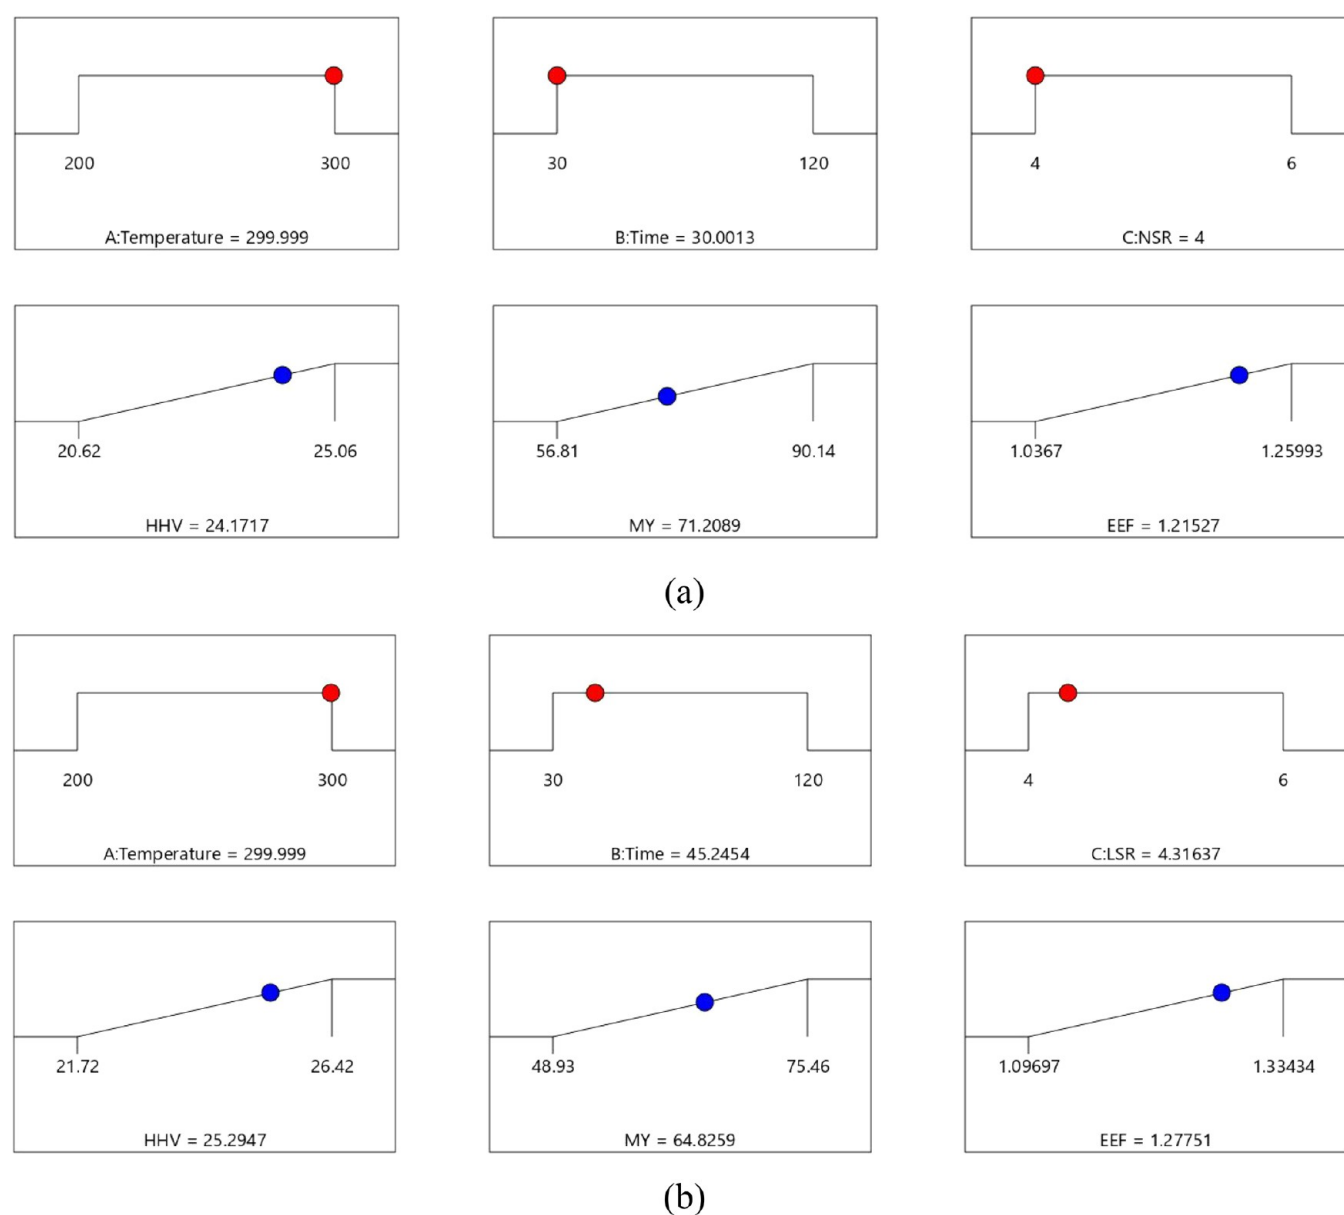 200 300 30 120 4 6
A:Temperature = 299.999 B:Time = 30.0013 C:NSR = 4
20.62 25.06 56.81 90.14 1.0367 1.25993
HHV = 24.1717 MY = 71.2089 EEF = 1.21527
(a)
200 300 30 120 4 6
A:Temperature = 299.999 B:Time = 45.2454 C:LSR = 4.31637
21.72 26.42 48.93 75.46 1.09697 1.33434
HHV = 25.2947 MY = 64.8259 EEF = 1.27751
(b)